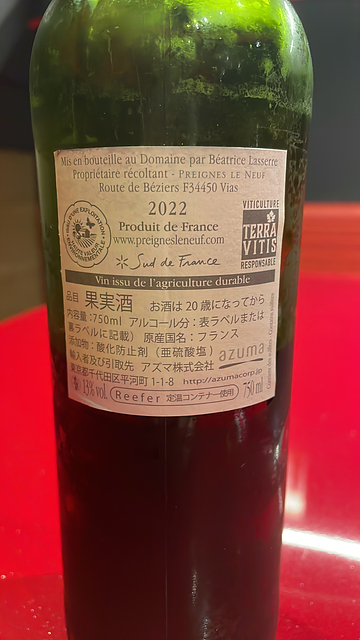 Mis en bouteille au Domaine par Béatrice Lasserre
Propriétaire récoltant - PREIGNES LE NEUF
Route de Béziers F34450 Vias
2022
Produit de France
www.preignesleneuf.com
Sud de France
VITICULTURE
TERRA
VITIS
RESPONSABLE
Vin issu de l'agriculture durable
品目 果実酒 お酒は20歳になってから
内容量:750ml アルコール分:表ラベルまたは
裏ラベルに記載) 原産国名:フランス
添加物:酸化防止剤(亜硫酸塩) azuma
輸入者及び引取先 アズマ株式会社
東京都千代田区平河町1-1-8 http://azumacorp.jp
13% vol. Reefer 定温コンテナー使用 750 ml